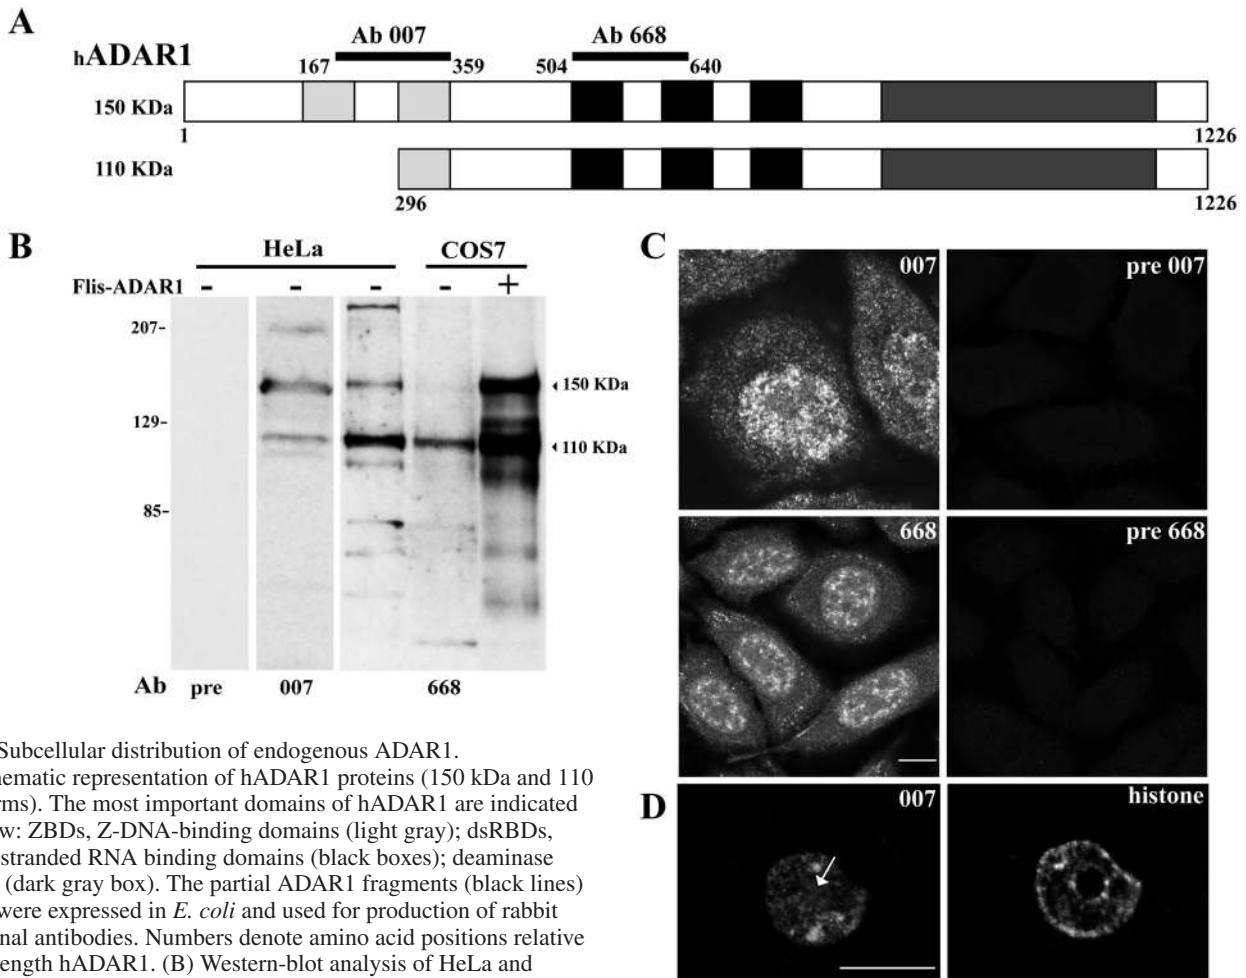 A
Ab 007
Ab 668
hADAR1
167
359
504
640
150 KDa
1
1226
110 KDa
296
1226
B
HeLa
COS7
Flis-ADAR1
-
-
-
-
+
207-
129-
85-
150 KDa
110 KDa
Ab
pre
007
668
C
007
pre 007
668
pre 668
D
007
histone
Subcellular distribution of endogenous ADAR1.
hematic representation of hADAR1 proteins (150 kDa and 110
rms). The most important domains of hADAR1 are indicated
w: ZBDs, Z-DNA-binding domains (light gray); dsRBDs,
stranded RNA binding domains (black boxes); deaminase
(dark gray box). The partial ADAR1 fragments (black lines)
were expressed in E. coli and used for production of rabbit
nal antibodies. Numbers denote amino acid positions relative
ength hADAR1. (B) Western-blot analysis of HeLa and